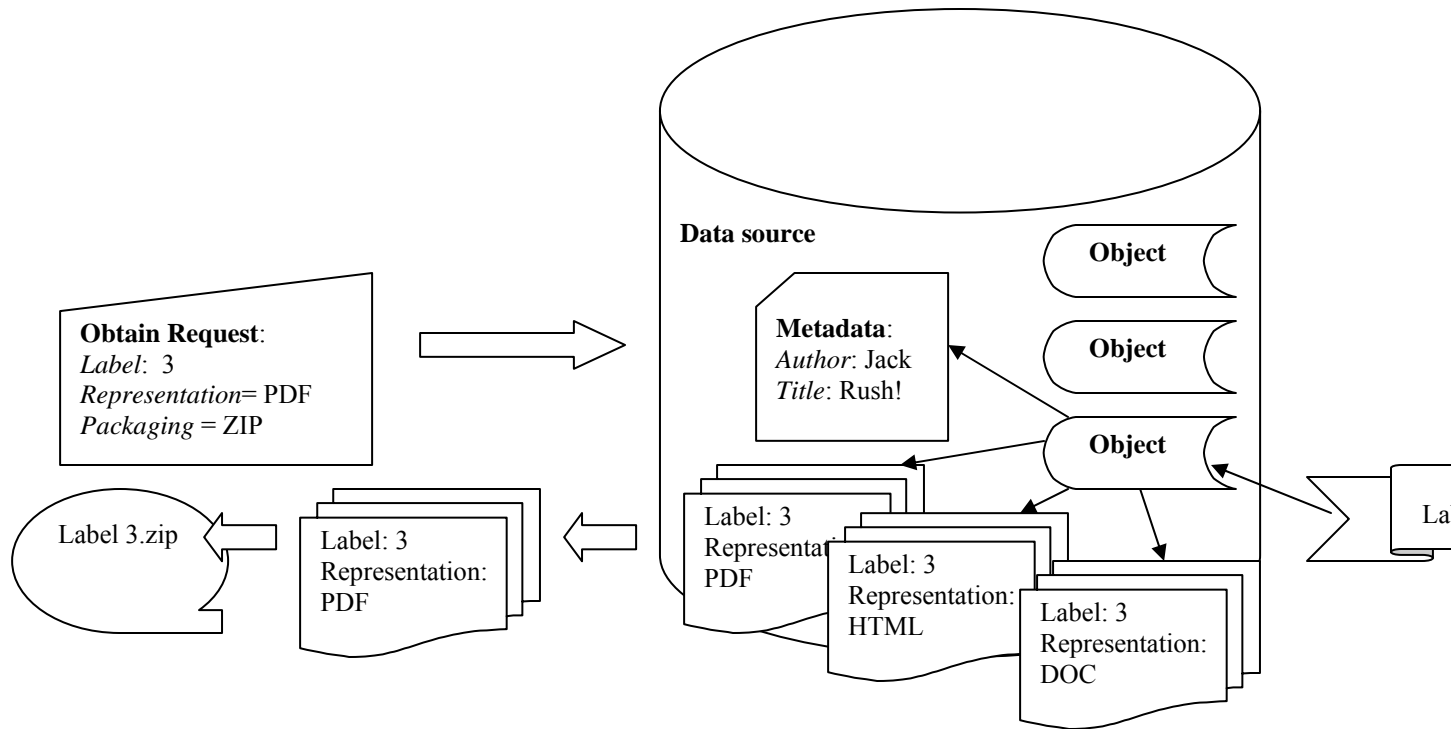 Data source
Object
Object
Object
Metadata:
Author: Jack
Title: Rush!
Obtain Request:
Label:  3
Representation= PDF
Packaging = ZIP
Label 3.zip
Label: 3
Representation:
PDF
Label: 3
PDF
Label: 3
Representation:
HTML
Label: 3
Representation:
DOC